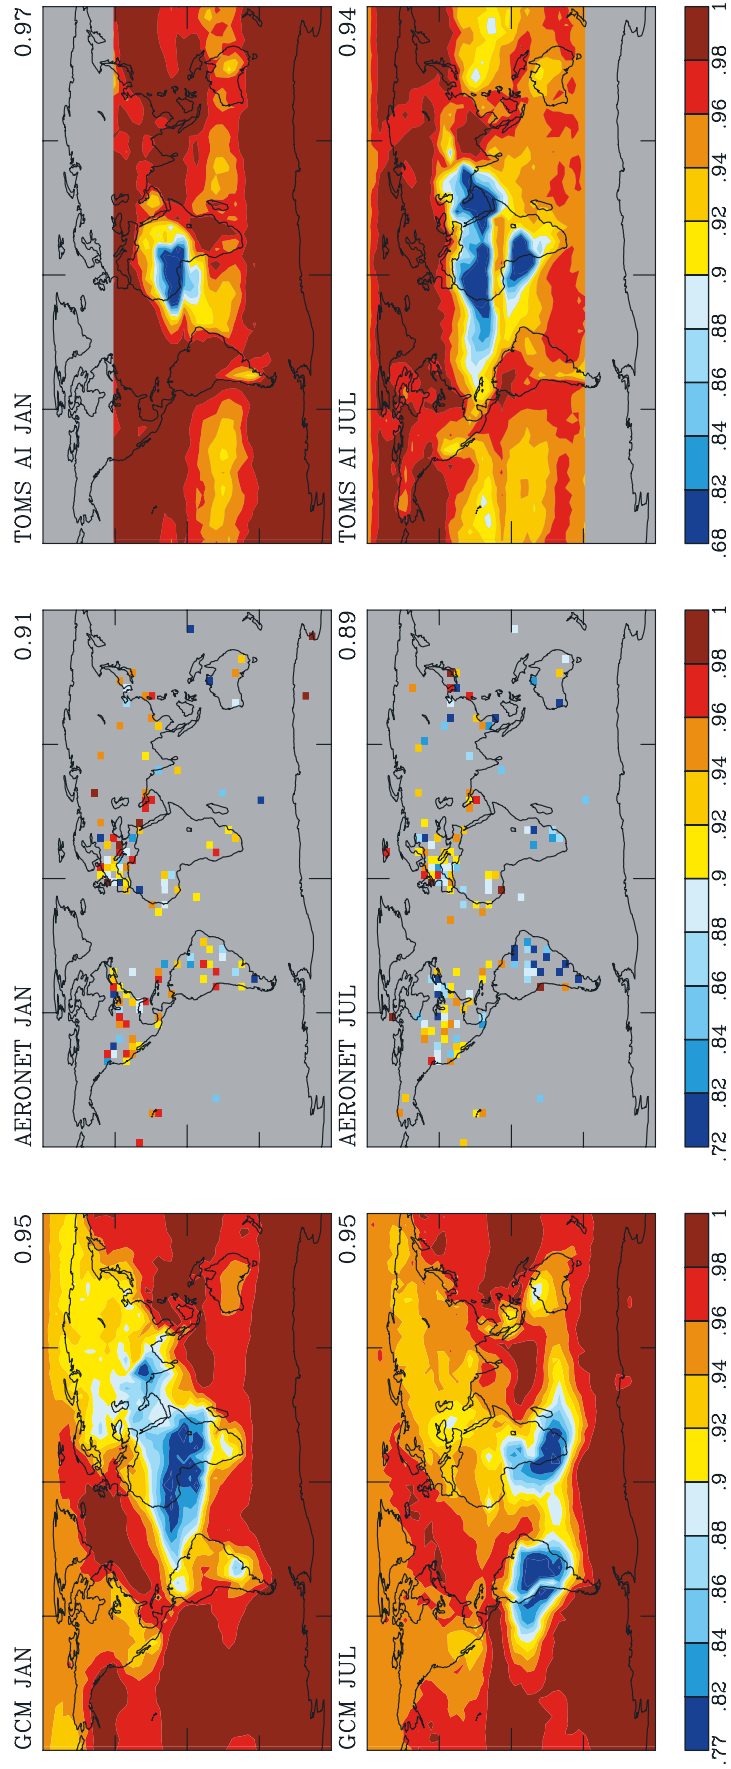 GCM JAN 0.95
AERONET JAN 0.91
TOMS AI JAN 0.97
GCM JUL 0.95
AERONET JUL 0.89
TOMS AI JUL 0.94
.77 .82 .84 .86 .88 .9 .92 .94 .96 .98 1
.72 .82 .84 .86 .88 .9 .92 .94 .96 .98 1
.68 .82 .84 .86 .88 .9 .92 .94 .96 .98 1